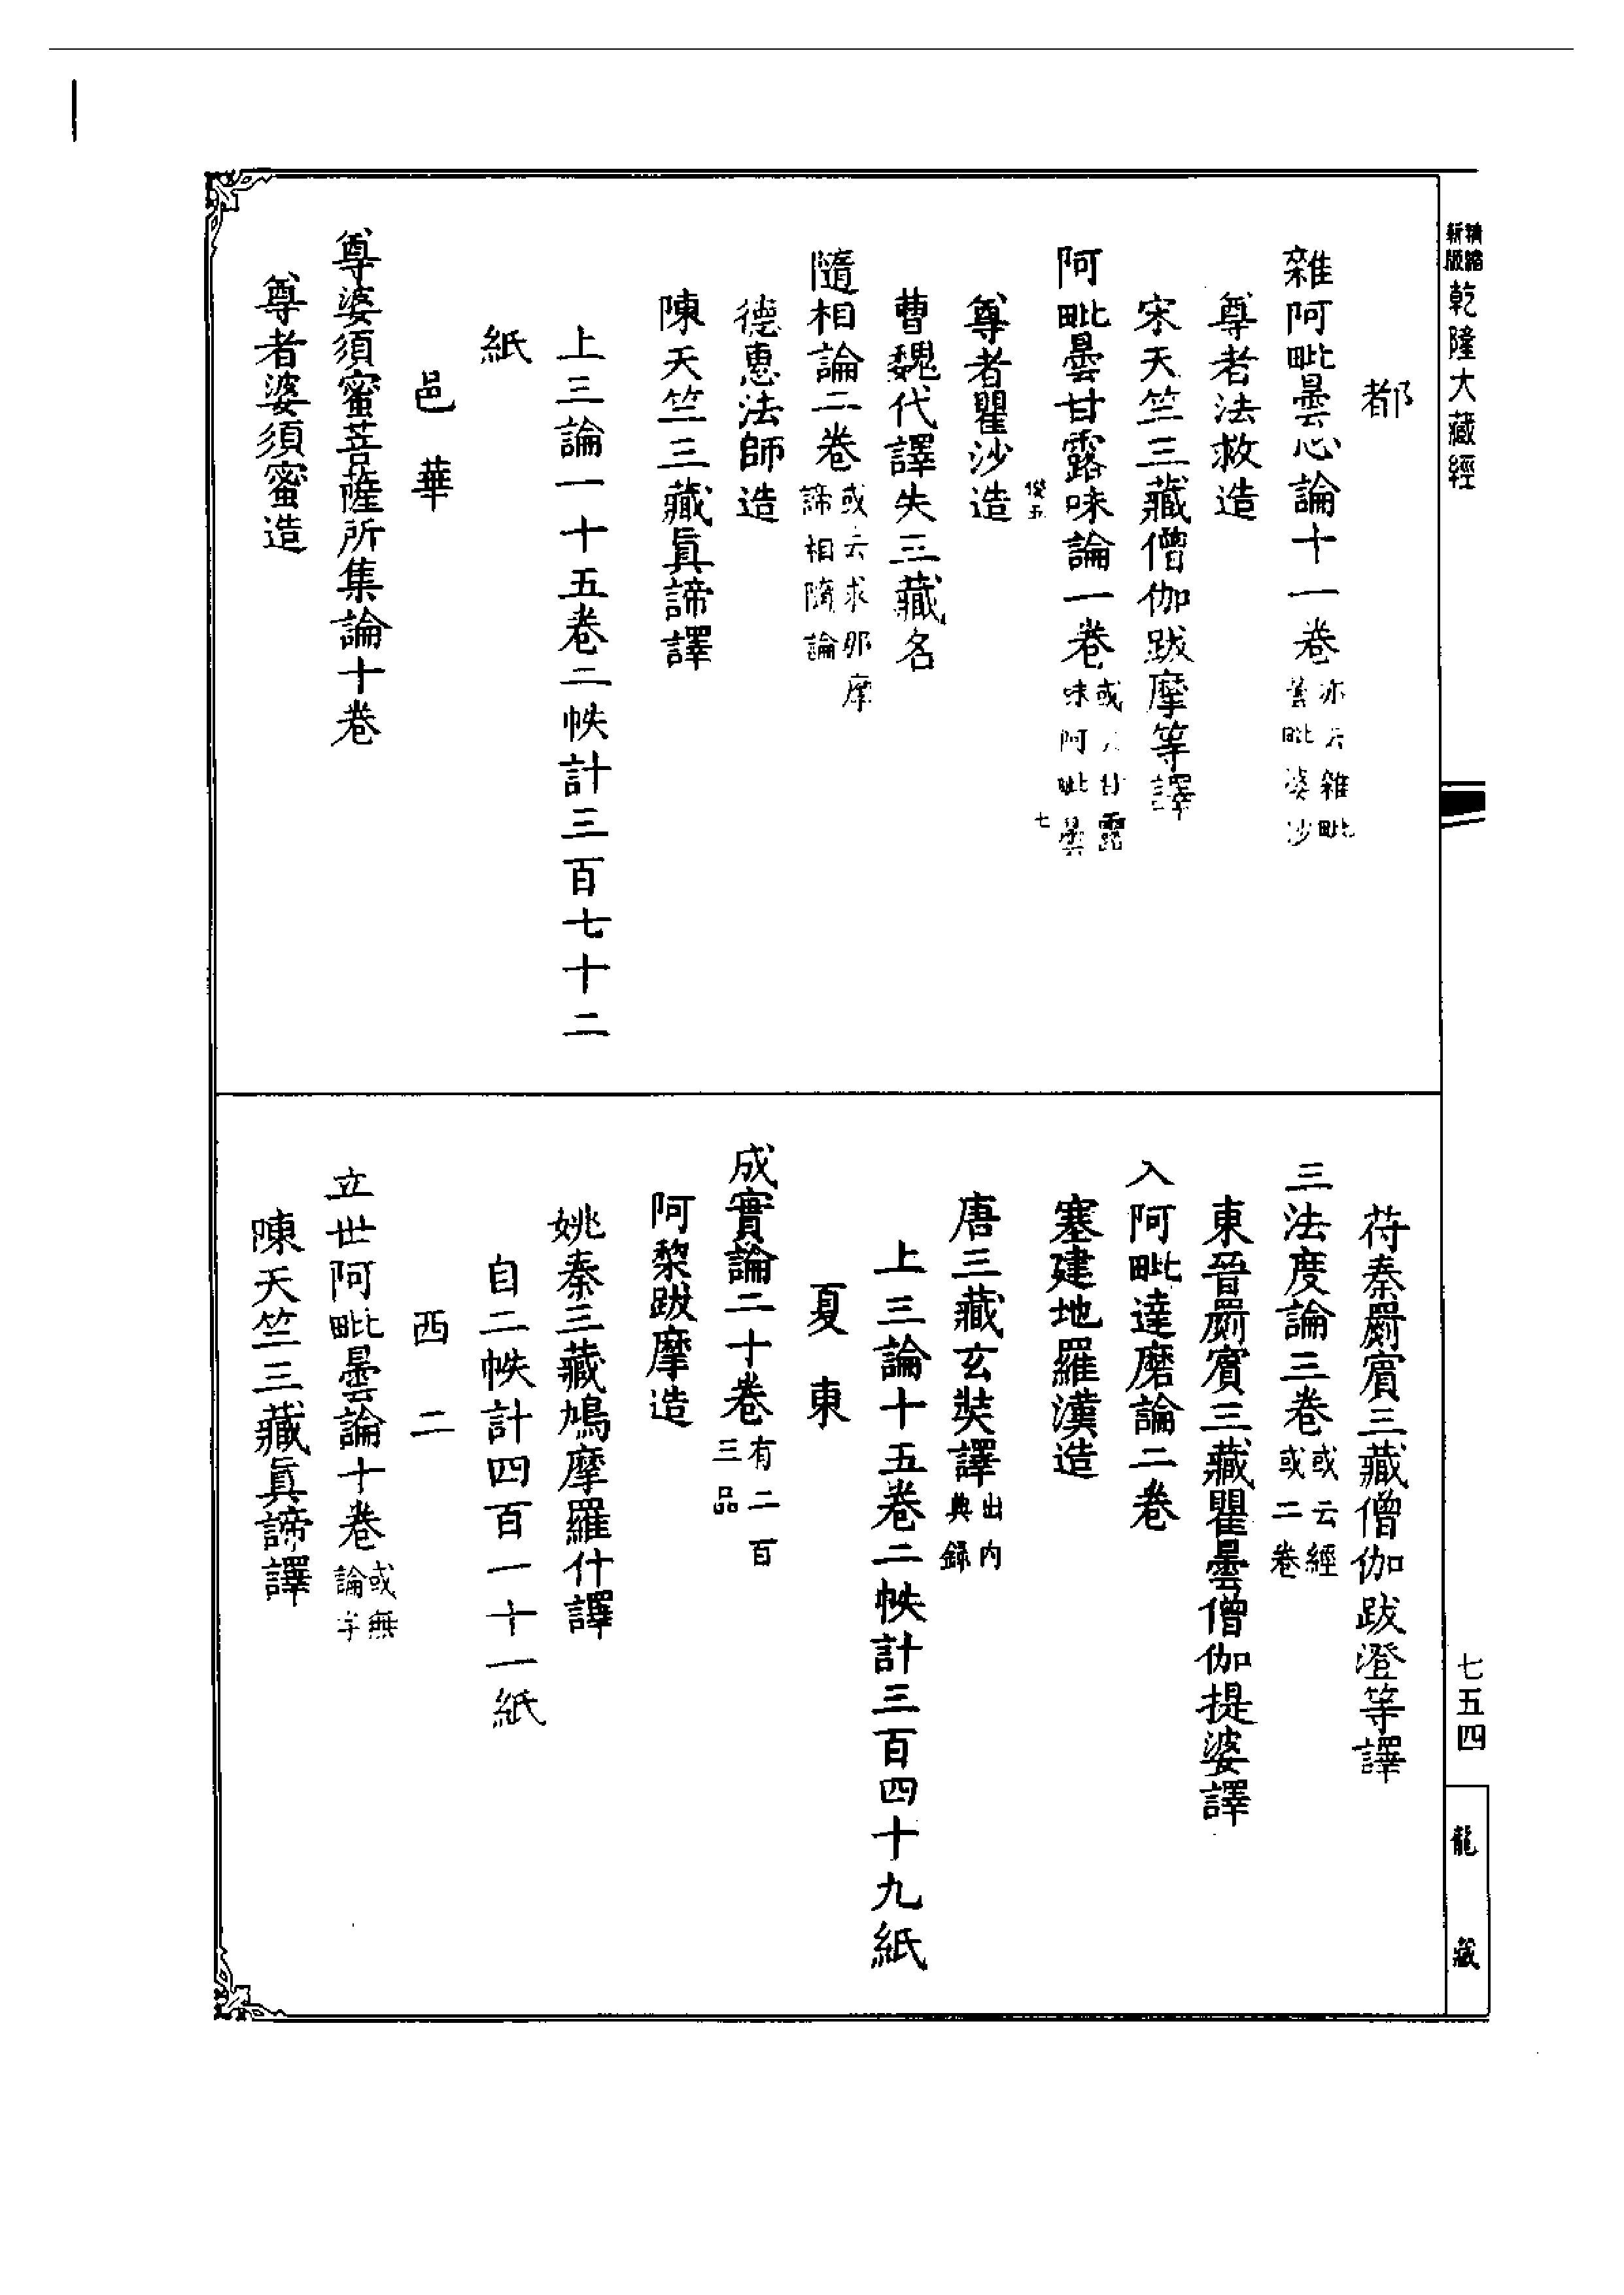 精縮新版乾隆大藏經
都
雜阿毗曇心論十一卷亦云雜毗曇毗婆沙
尊者法救造
宋天竺三藏僧伽跋摩等譯
阿毗曇甘露味論一卷或云甘露味阿毗曇
七
尊者瞿沙造
曹魏代譯失三藏名
隨相論二卷或云求那摩諦相隨論
德惠法師造
陳天竺三藏眞諦譯
上三論一十五卷二帙計三百七十二
紙
邑華
尊婆須蜜菩薩所集論十卷
尊者婆須蜜造
苻秦罽賓三藏僧伽跋澄等譯
三法度論三卷或云經或二卷
東晉罽賓三藏瞿曇僧伽提婆譯
入阿毗達磨論二卷
塞建地羅漢造
唐三藏玄奘譯出內典錄
上三論十五卷二帙計三百四十九紙
夏東
成實論二十卷有二百三品
阿黎跋摩造
姚秦三藏鳩摩羅什譯
自二帙計四百一十一紙
西二
立世阿毗曇論十卷或無論字
陳天竺三藏眞諦譯
七五四
龍藏